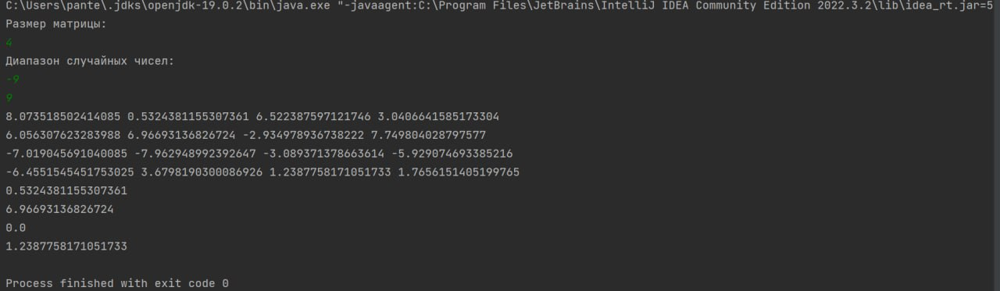 C:\Users\pante\.jdks\openjdk-19.0.2\bin\java.exe "-javaagent:C:\Program Files\JetBrains\IntelliJ IDEA Community Edition 2022.3.2\lib\idea_rt.jar=5
Размер матрицы:
4
Диапазон случайных чисел:
-9
9
8.073518502414085 0.5324381155307361 6.522387597121746 3.0406641585173304
6.056307623283988 6.96693136826724 -2.934978936738222 7.749804028797577
-7.019045691040085 -7.962948992392647 -3.089371378663614 -5.929074693385216
-6.4551545451753025 3.6798190300086926 1.2387758171051733 1.7656151405199765
0.5324381155307361
6.96693136826724
0.0
1.2387758171051733
Process finished with exit code 0